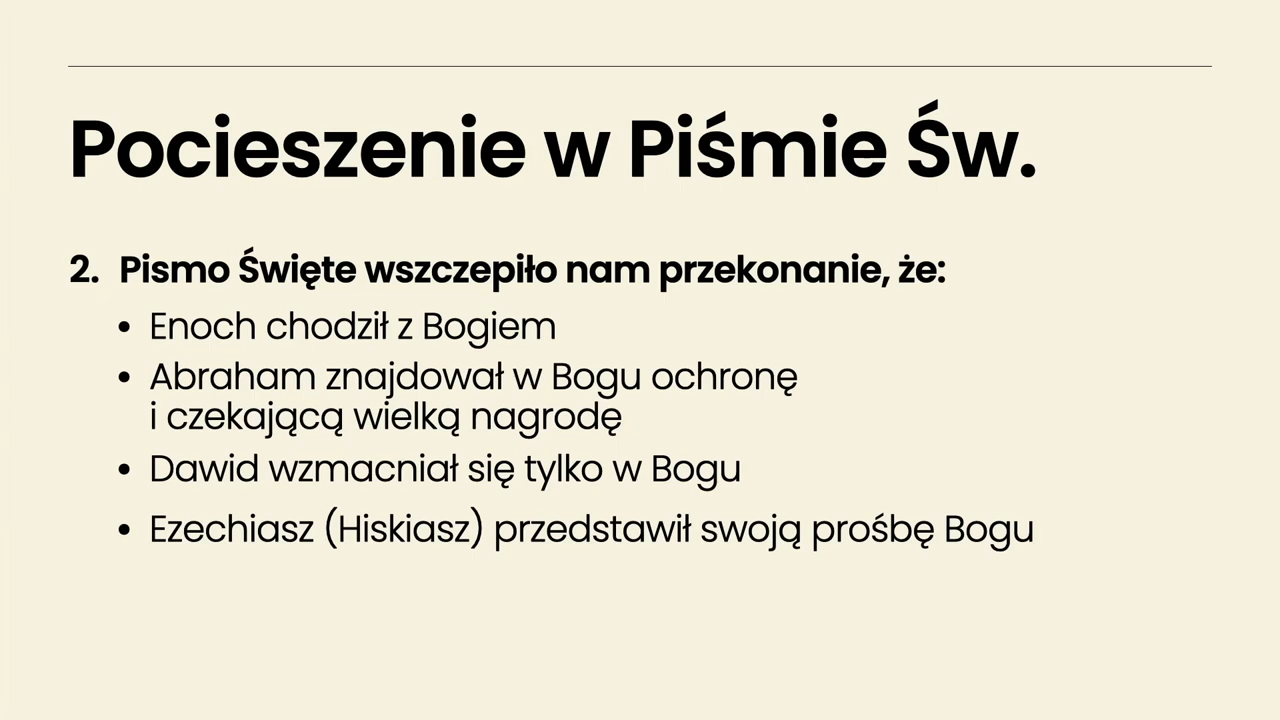 Pocieszenie w Piśmie Św.
2. Pismo Święte wszczepiło nam przekonanie, że:
• Enoch chodził z Bogiem
• Abraham znajdował w Bogu ochronę
i czekającą wielką nagrodę
• Dawid wzmacniał się tylko w Bogu
• Ezechiasz (Hiskiasz) przedstawił swoją prośbę Bogu